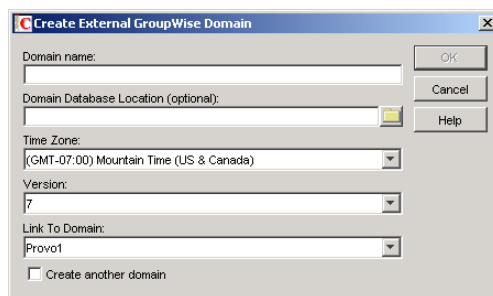 Create External GroupWise Domain
Domain name:
OK
Domain Database Location (optional):
Cancel
Help
Time Zone:
(GMT-07:00) Mountain Time (US & Canada)
Version:
7
Link To Domain:
Provo1
Create another domain